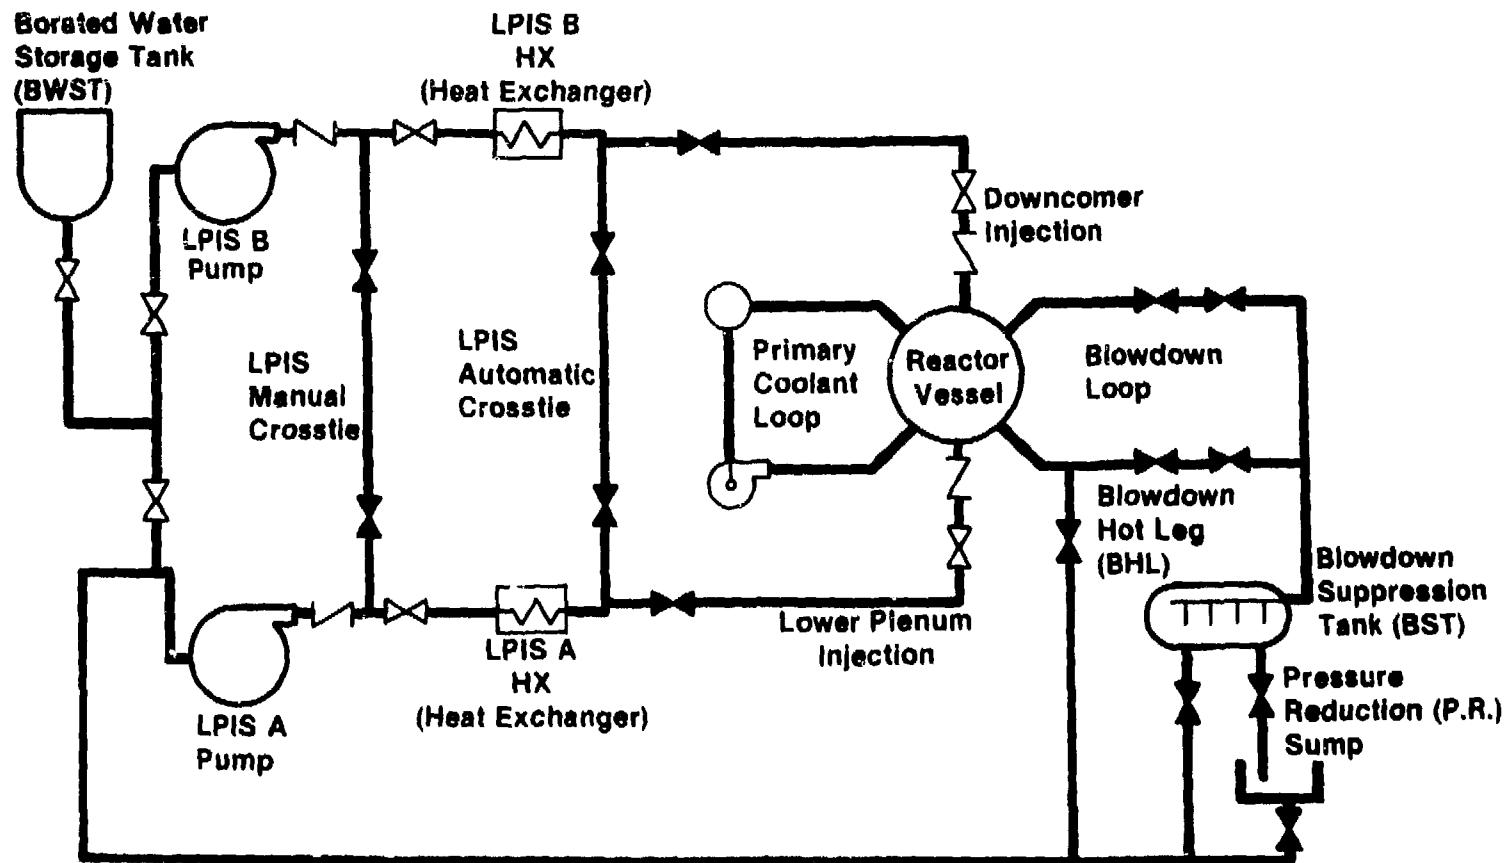 Borated Water
Storage Tank
(BWST)
LPIS B
HX
(Heat Exchanger)
LPIS B
Pump
Downcomer
Injection
LPIS
Manual
Crosstie
LPIS
Automatic
Crosstie
Primary
Coolant
Loop
Reactor
Vessel
Blowdown
Loop
Blowdown
Hot Leg
(BHL)
Blowdown
Suppression
Tank (BST)
Lower Plenum
Injection
LPIS A
HX
(Heat Exchanger)
LPIS A
Pump
Pressure
Reduction (P.R.)
Sump